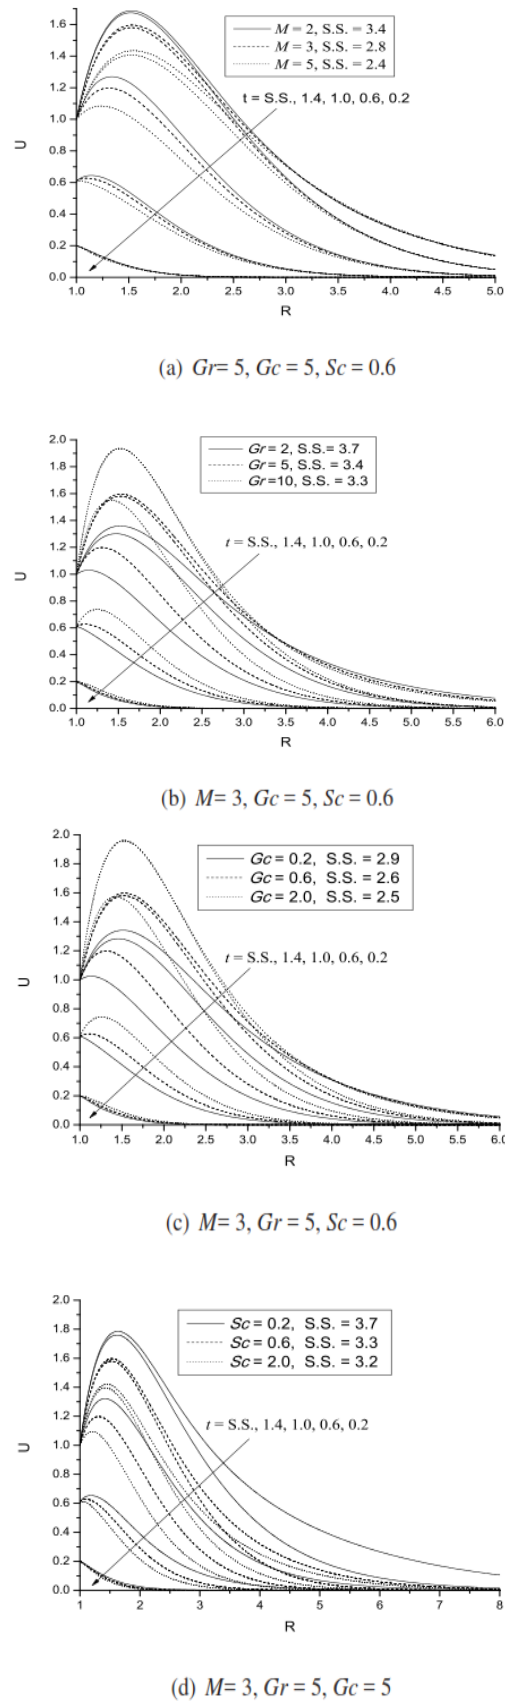 1.6
1.4
1.2
1.0
0.8
0.6
0.4
0.2
0.0
U
M = 2, S.S. = 3.4
M = 3, S.S. = 2.8
M = 5, S.S. = 2.4
t = S.S., 1.4, 1.0, 0.6, 0.2
1.0 1.5 2.0 2.5 3.0 3.5 4.0 4.5 5.0
R
(a) Gr= 5, Gc = 5, Sc = 0.6
2.0
1.8
1.6
1.4
1.2
1.0
0.8
0.6
0.4
0.2
0.0
U
Gr = 2, S.S.= 3.7
Gr = 5, S.S. = 3.4
Gr =10, S.S. = 3.3
t = S.S., 1.4, 1.0, 0.6, 0.2
1.0 1.5 2.0 2.5 3.0 3.5 4.0 4.5 5.0 5.5 6.0
R
(b) M= 3, Gc = 5, Sc = 0.6
2.0
1.8
1.6
1.4
1.2
1.0
0.8
0.6
0.4
0.2
0.0
U
Gc = 0.2, S.S. = 2.9
Gc = 0.6, S.S. = 2.6
Gc = 2.0, S.S. = 2.5
t = S.S., 1.4, 1.0, 0.6, 0.2
1.0 1.5 2.0 2.5 3.0 3.5 4.0 4.5 5.0 5.5 6.0
R
(c) M= 3, Gr = 5, Sc = 0.6
2.0
1.8
1.6
1.4
1.2
1.0
0.8
0.6
0.4
0.2
0.0
U
Sc = 0.2, S.S. = 3.7
Sc = 0.6, S.S. = 3.3
Sc = 2.0, S.S. = 3.2
t = S.S., 1.4, 1.0, 0.6, 0.2
1 2 3 4 5 6 7 8
R
(d) M= 3, Gr = 5, Gc = 5